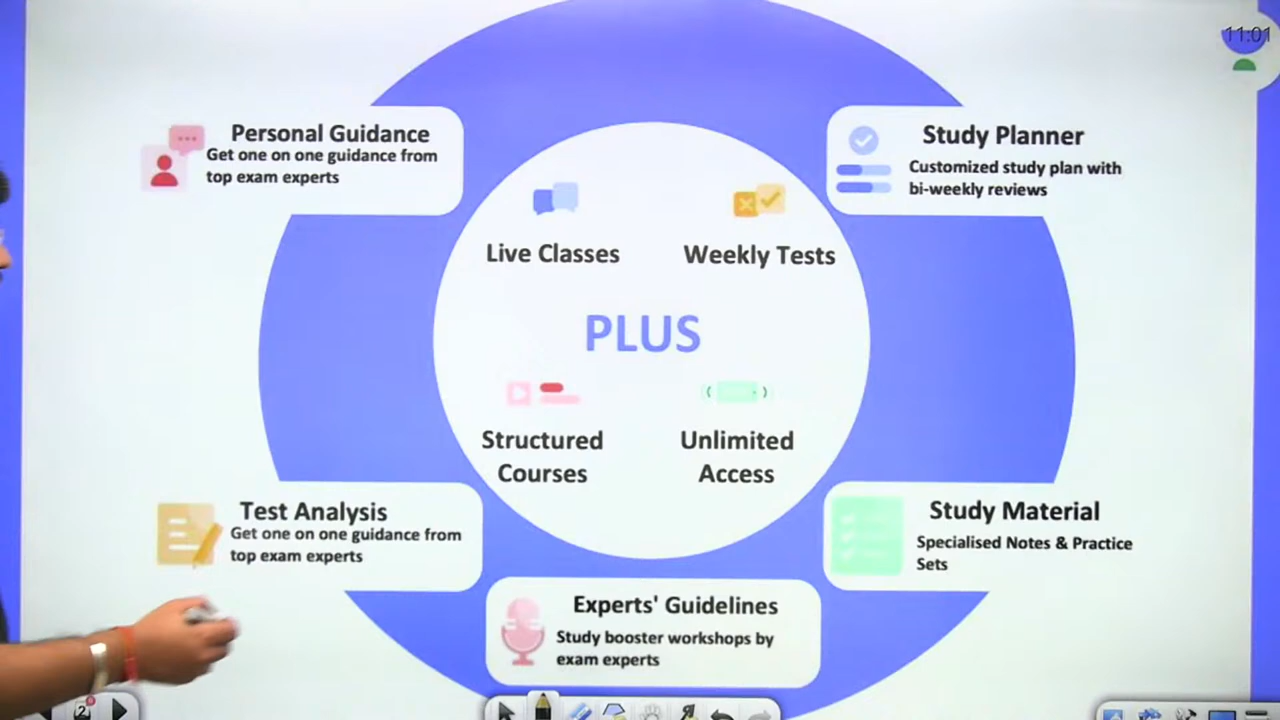 11:01
Personal Guidance
Get one on one guidance from
top exam experts
Study Planner
Customized study plan with
bi-weekly reviews
Live Classes
Weekly Tests
PLUS
Structured
Courses
Unlimited
Access
Test Analysis
Get one on one guidance from
top exam experts
Study Material
Specialised Notes & Practice
Sets
Experts' Guidelines
Study booster workshops by
exam experts
2